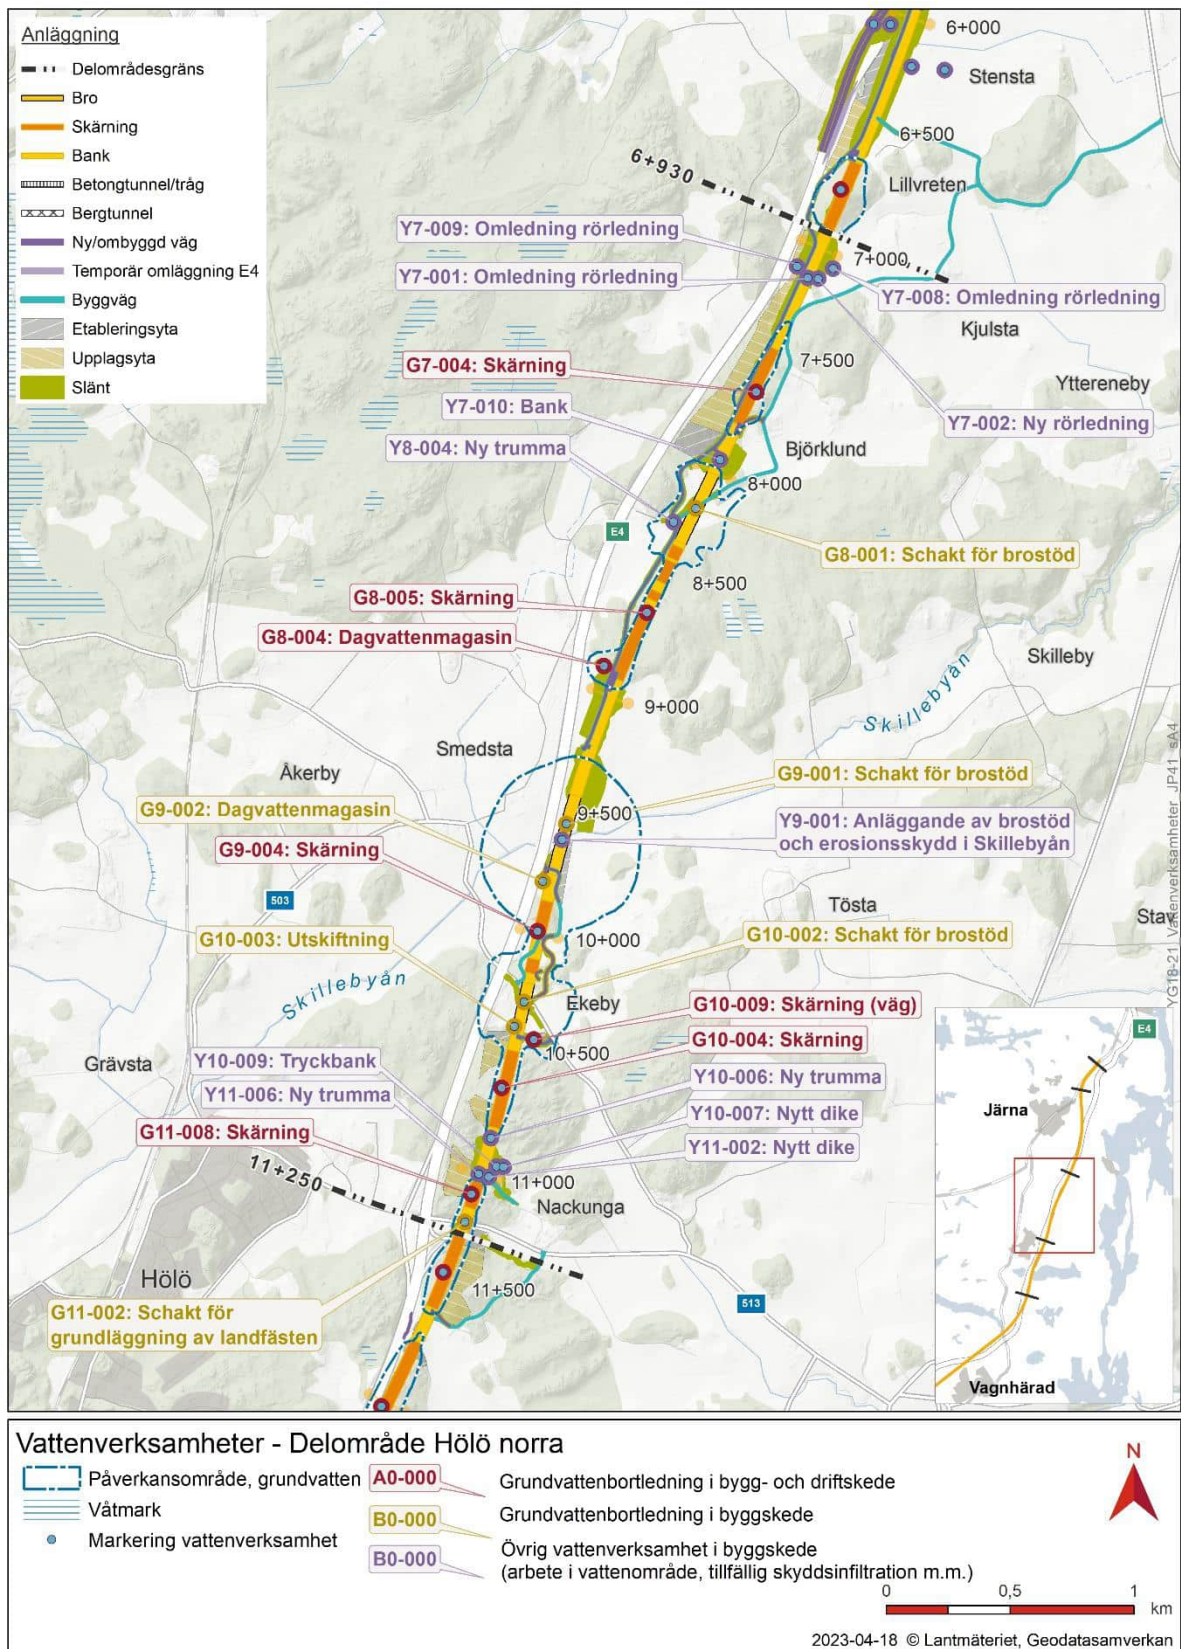 Anläggning
Delområdesgräns
Bro
Skärning
Bank
Betongtunnel/tråg
Bergtunnel
Ny/ombyggd väg
Temporär omläggning E4
Byggväg
Etableringsyta
Upplagsyta
Slänt
6+000
Stensta
6+500
6+930
Lillvreten
Y7-009: Omledning rörledning
7+000
Y7-001: Omledning rörledning
Y7-008: Omledning rörledning
Kjulsta
G7-004: Skärning
7+500
Yttereneby
Y7-010: Bank
Y7-002: Ny rörledning
Y8-004: Ny trumma
Björklund
8+000
E4
G8-001: Schakt för brostöd
8+500
G8-005: Skärning
G8-004: Dagvattenmagasin
Skilleby
Skillebyån
9+000
Smedsta
Åkerby
G9-001: Schakt för brostöd
G9-002: Dagvattenmagasin
9+500
Y9-001: Anläggande av brostöd
och erosionsskydd i Skillebyån
G9-004: Skärning
503
Tösta
Stav
G10-003: Utskiftning
10+000
G10-002: Schakt för brostöd
Skillebyån
Ekeby
G10-009: Skärning (väg)
10+500
G10-004: Skärning
Grävsta
Y10-009: Tryckbank
Y10-006: Ny trumma
Y11-006: Ny trumma
Y10-007: Nytt dike
G11-008: Skärning
Y11-002: Nytt dike
11+250
11+000
Nackunga
Hölö
11+500
513
G11-002: Schakt för
grundläggning av landfästen
E4
Järna
Vagnhärad
YG18-21 Vattenverksamheter JP41 sA4
Vattenverksamheter - Delområde Hölö norra
Påverkansområde, grundvatten
Våtmark
Markering vattenverksamhet
A0-000
Grundvattenbortledning i bygg- och driftskede
B0-000
Grundvattenbortledning i byggskede
B0-000
Övrig vattenverksamhet i byggskede
(arbete i vattenområde, tillfällig skyddsinfiltration m.m.)
N
0 0,5 1
km
2023-04-18 © Lantmäteriet, Geodatasamverkan